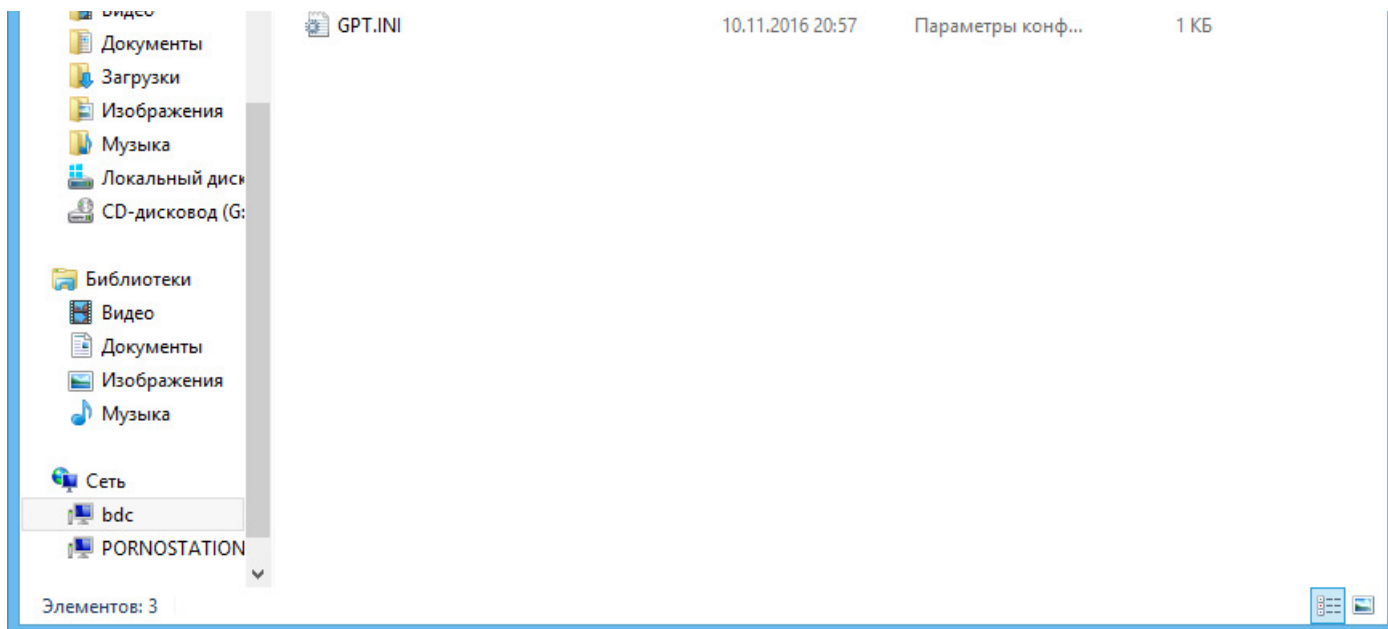 Видео
GPT.INI 10.11.2016 20:57 Параметры конф... 1 КБ
Документы
Загрузки
Изображения
Музыка
Локальный диск
CD-дисковод (G:
Библиотеки
Видео
Документы
Изображения
Музыка
Сеть
bdc
PORNOSTATION
Элементов: 3